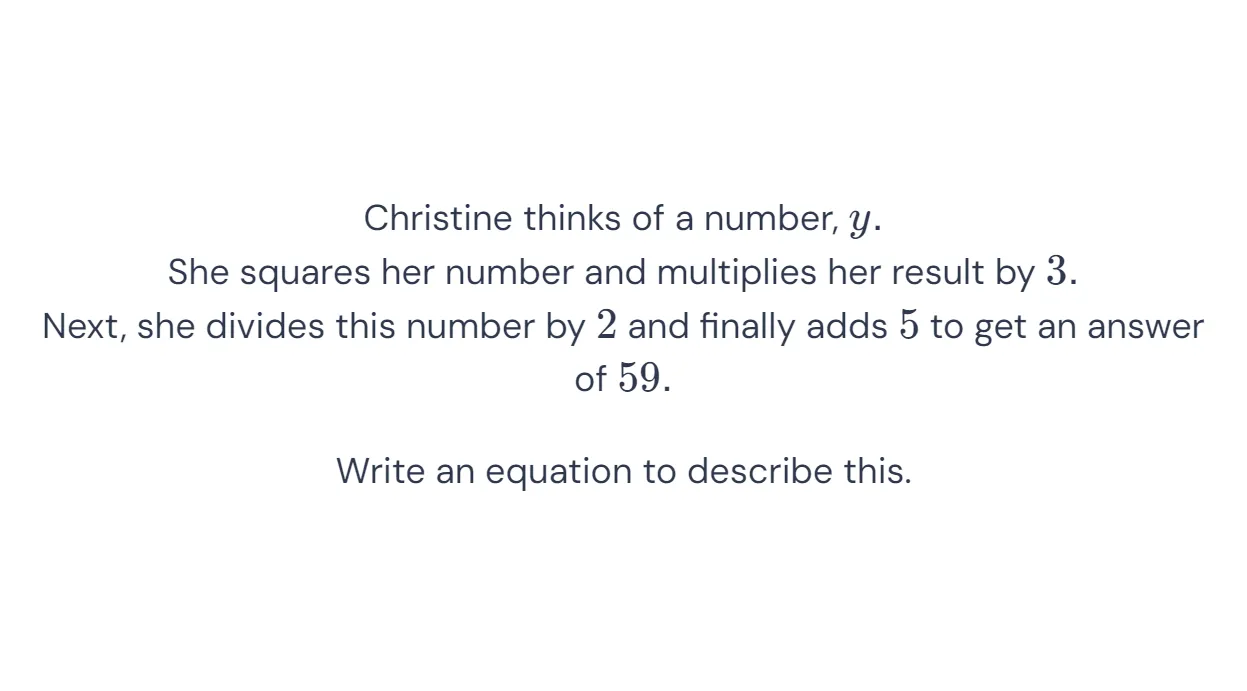 Christine thinks of a number, y.
She squares her number and multiplies her result by 3.
Next, she divides this number by 2 and finally adds 5 to get an answer
of 59.
Write an equation to describe this.